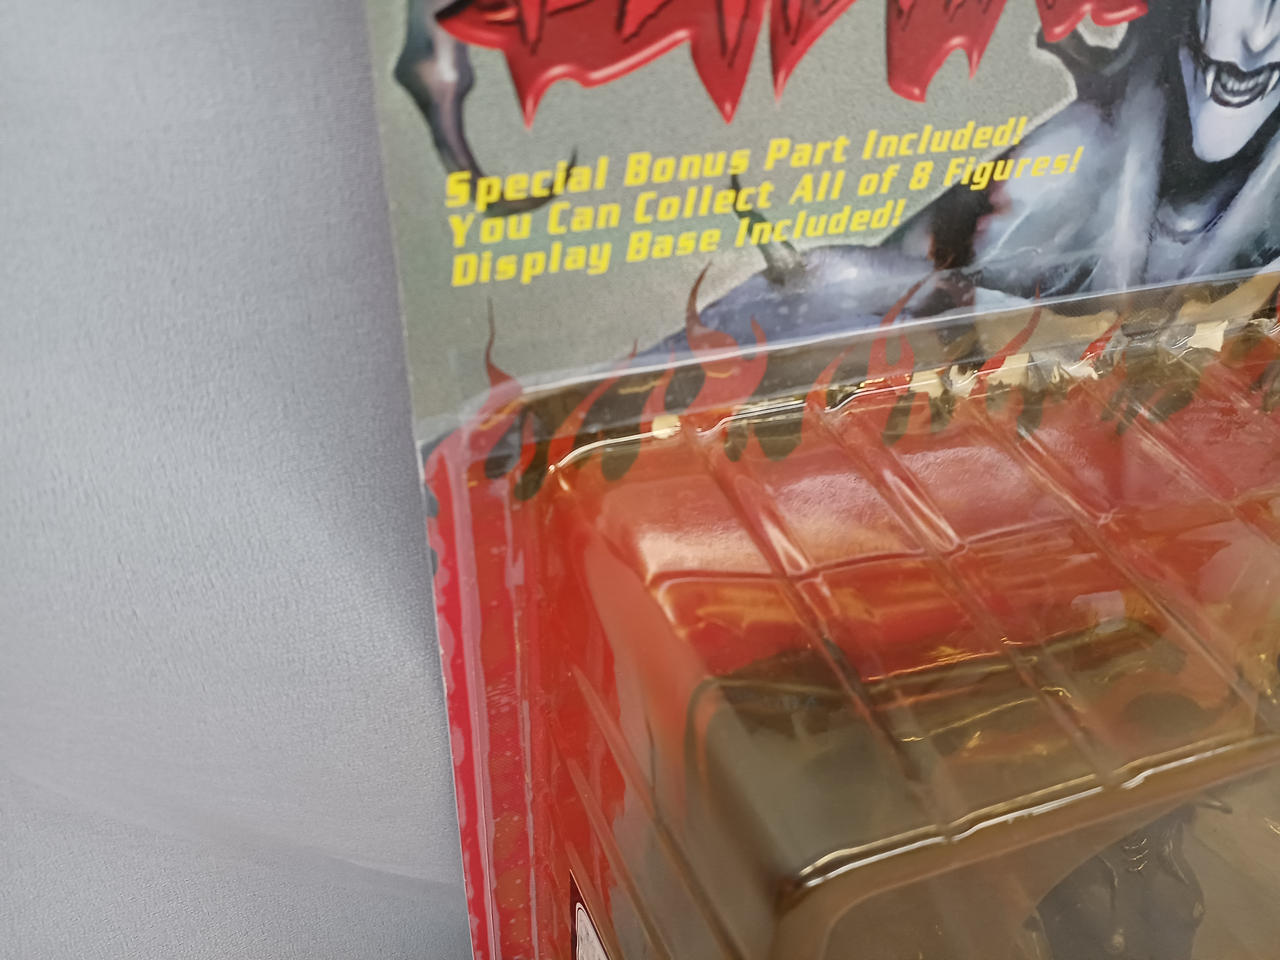 Special Bonus Part Included!
You Can Collect All of 8 Figures!
Display Base Included!